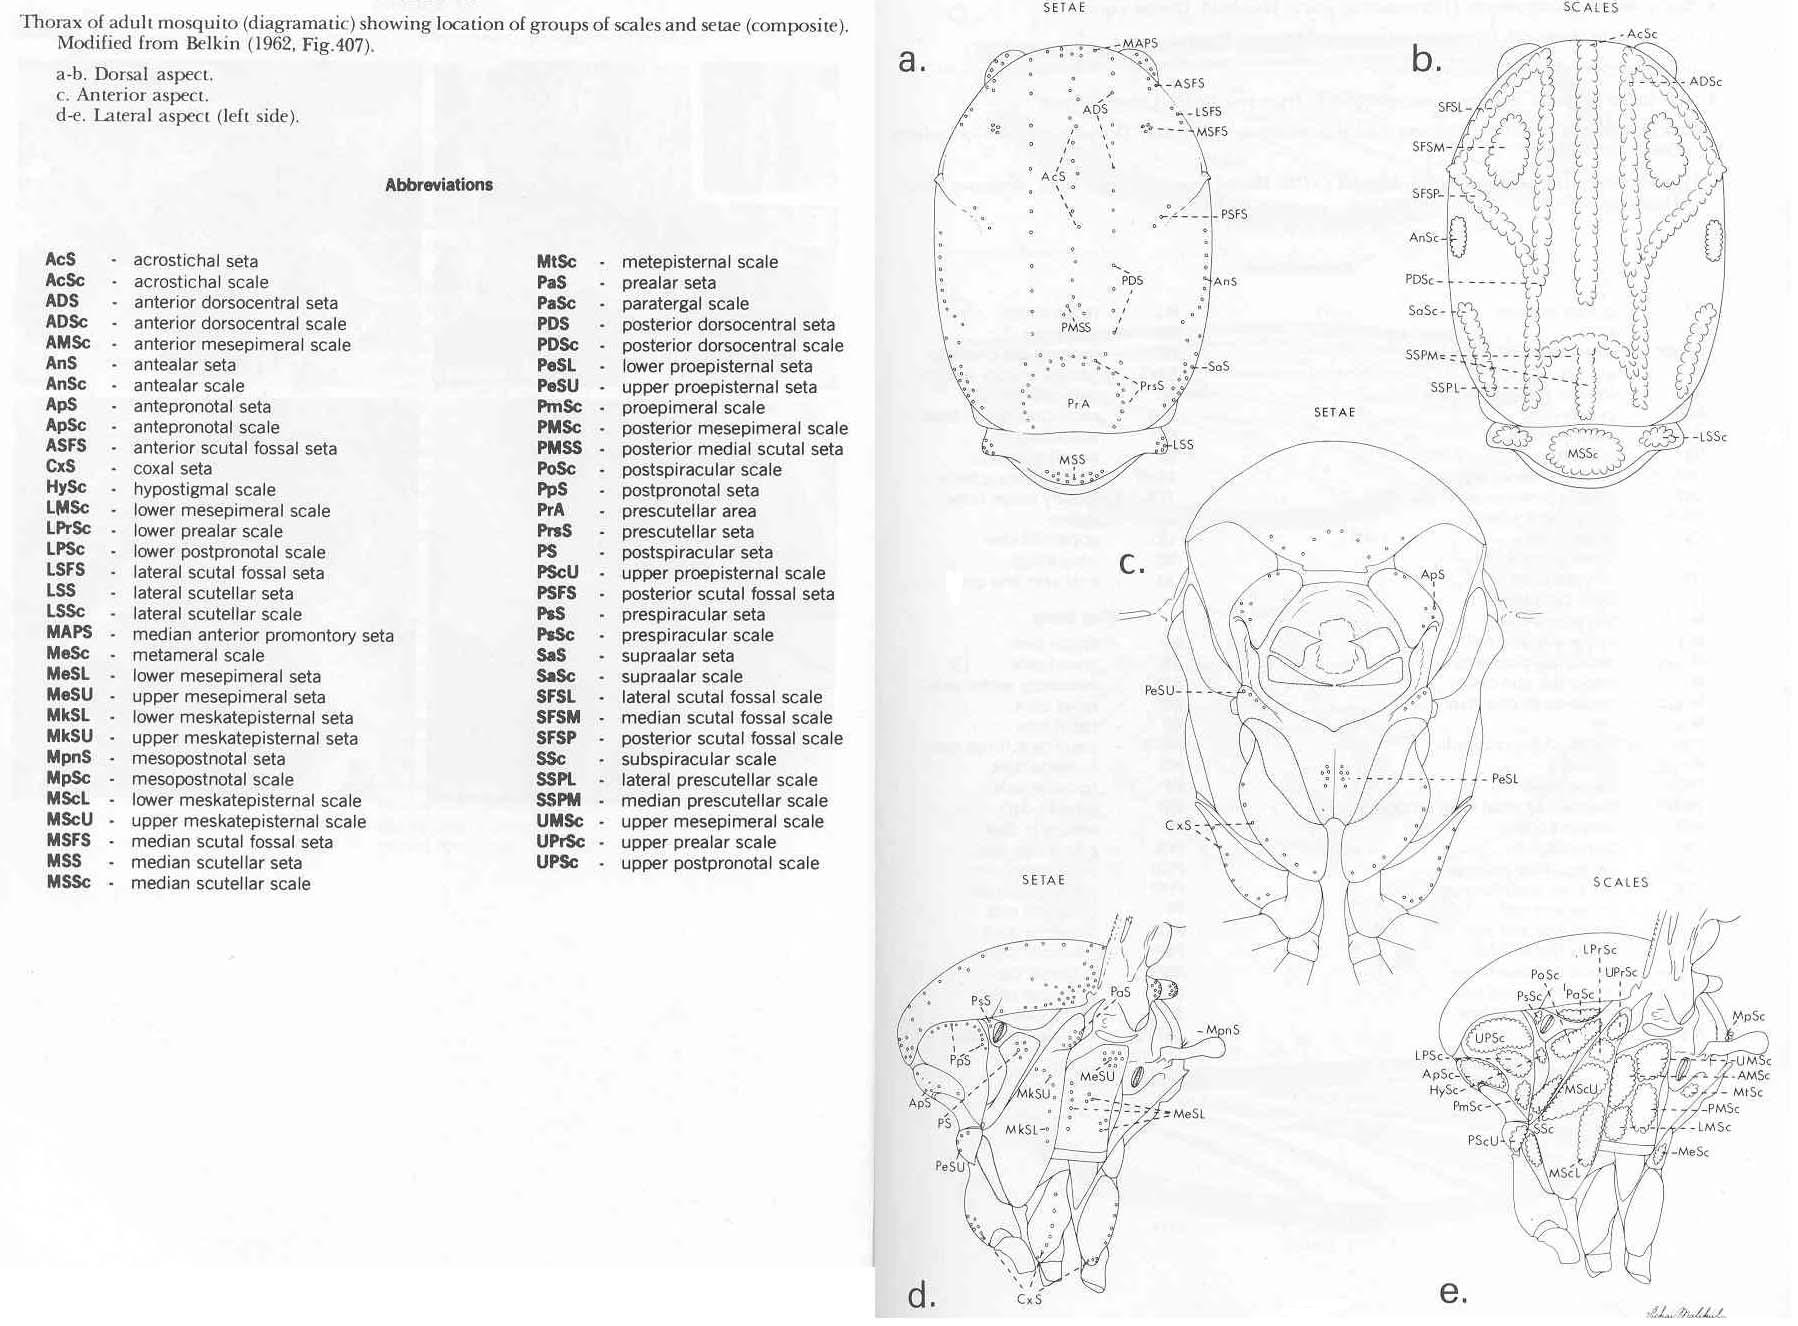 Thorax of adult mosquito (diagramatic) showing location of groups of scales and setae (composite).
Modified from Belkin (1962, Fig.407).
a-b. Dorsal aspect.
c. Anterior aspect.
d-e. Lateral aspect (left side).
Abbreviations
AcS - acrostichal seta
AcSc - acrostichal scale
ADS - anterior dorsocentral seta
ADSc - anterior dorsocentral scale
AMSc - anterior mesepimeral scale
AnS - antealar seta
AnSc - antealar scale
ApS - antepronotal seta
ApSc - antepronotal scale
ASFS - anterior scutal fossal seta
CxS - coxal seta
HySc - hypostigmal scale
LMSc - lower mesepimeral scale
LPrSc - lower prealar scale
LPSc - lower postpronotal scale
LSFS - lateral scutal fossal seta
LSS - lateral scutellar seta
LSSc - lateral scutellar scale
MAPS - median anterior promontory seta
MeSc - metameral scale
MeSL - lower mesepimeral seta
MeSU - upper mesepimeral seta
MkSL - lower meskatepisternal seta
MkSU - upper meskatepisternal seta
MpnS - mesopostnotal seta
MpSc - mesopostnotal scale
MScL - lower meskatepisternal scale
MScU - upper meskatepisternal scale
MSFS - median scutal fossal seta
MSS - median scutellar seta
MSSc - median scutellar scale
MtSc - metepisternal scale
PaS - prealar seta
PaSc - paratergal scale
PDS - posterior dorsocentral seta
PDSc - posterior dorsocentral scale
PeSL - lower proepisternal seta
PeSU - upper proepisternal seta
PmSc - proepimeral scale
PMSc - posterior mesepimeral scale
PMSS - posterior medial scutal seta
PoSc - postspiracular scale
PpS - postpronotal seta
PrA - prescutellar area
PrsS - prescutellar seta
PS - postspiracular seta
PScU - upper proepisternal scale
PSFS - posterior scutal fossal seta
PsS - prespiracular seta
PsSc - prespiracular scale
SaS - supraalar seta
SaSc - supraalar scale
SFSL - lateral scutal fossal scale
SFSM - median scutal fossal scale
SFSP - posterior scutal fossal scale
SSc - subspiracular scale
SSPL - lateral prescutellar scale
SSPM - median prescutellar scale
UMSc - upper mesepimeral scale
UPrSc - upper prealar scale
UPSc - upper postpronotal scale
SETAE
a.
MAPS
ASFS
ADS
LSFS
MSFS
AcS
PSFS
PDS
AnS
PMSS
SaS
PrsS
PrA
LSS
MSS
SCALES
b.
AcSc
ADSc
SFSL
SFSM
SFSP
AnSc
PDSc
SaSc
SSPM
SSPL
LSSc
MSSc
SETAE
c.
ApS
PeSU
PeSL
CxS
SETAE
PsS
PaS
MpnS
PpS
MeSU
MkSU
ApS
PS
MkSL
MeSL
PeSU
CxS
d.
SCALES
LPrSc
PoSc
UPrSc
PsSc
PaSc
MpSc
UPSc
LPSc
UMSc
ApSc
AMSc
HySc
MScU
MtSc
PmSc
PMSc
SSc
LMSc
PScU
MeSc
MScL
e.